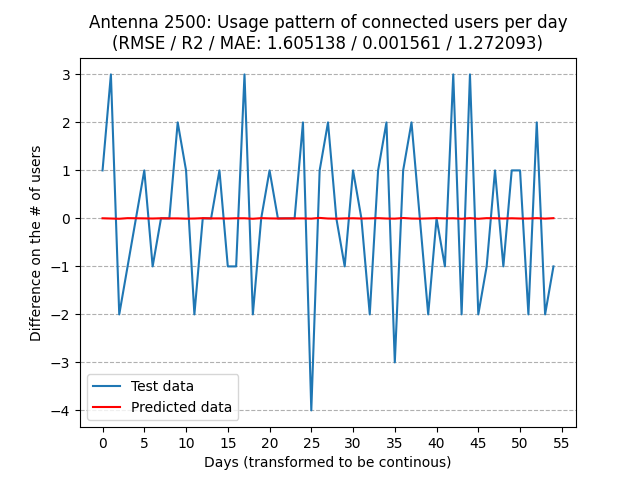 Antenna 2500: Usage pattern of connected users per day
(RMSE / R2 / MAE: 1.605138 / 0.001561 / 1.272093)
3
2
1
0
−1
−2
−3
−4
Difference on the # of users
Test data
Predicted data
0 5 10 15 20 25 30 35 40 45 50 55
Days (transformed to be continous)